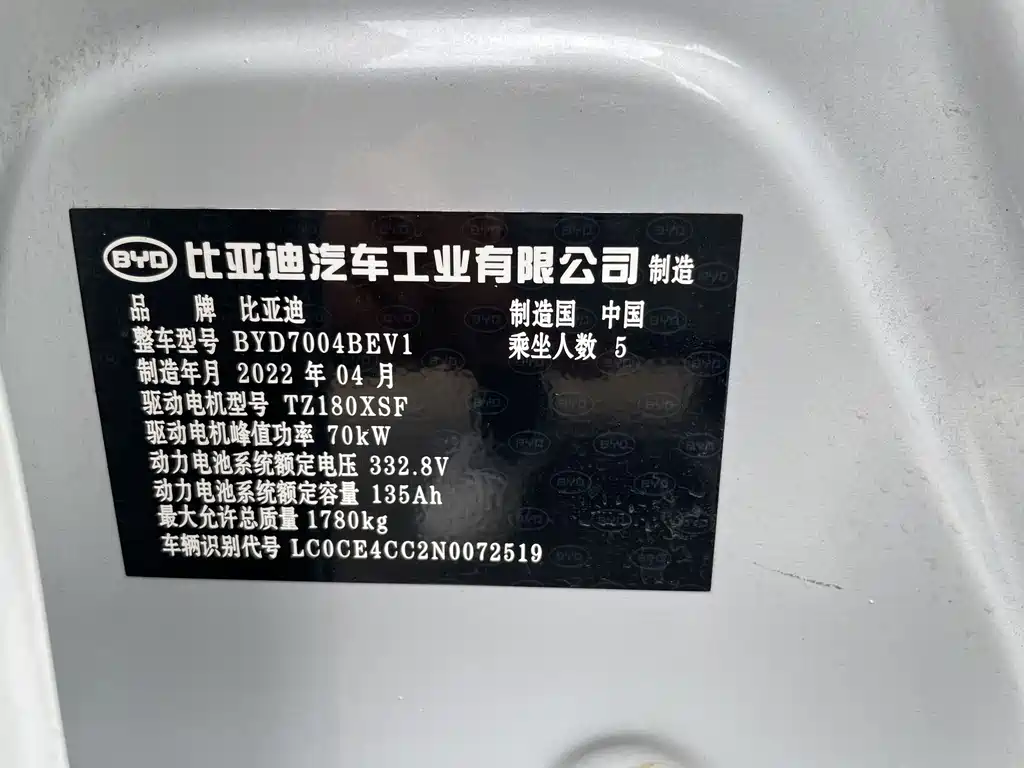 BYD 比亚迪汽车工业有限公司 制造
品 牌 比亚迪 制造国 中国
整车型号 BYD7004BEV1 乘坐人数 5
制造年月 2022 年 04 月
驱动电机型号 TZ180XSF
驱动电机峰值功率 70kW
动力电池系统额定电压 332.8V
动力电池系统额定容量 135Ah
最大允许总质量 1780kg
车辆识别代号 LC0CE4CC2N0072519